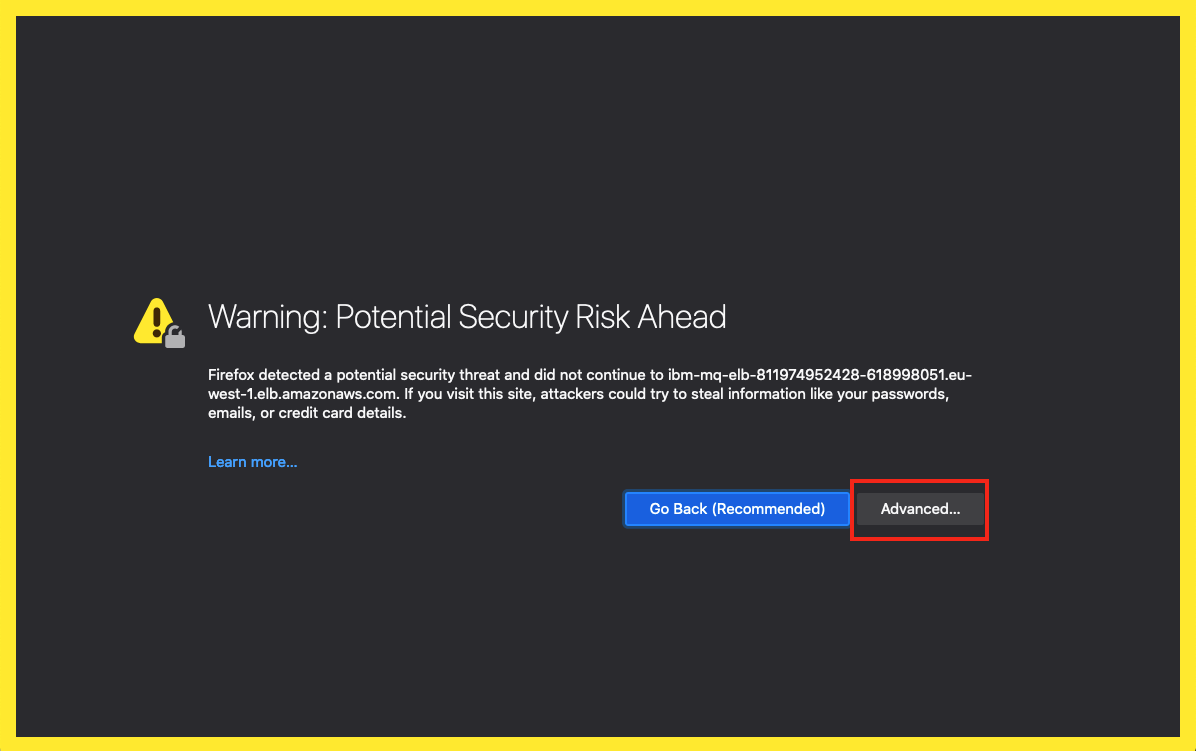 Warning: Potential Security Risk Ahead
Firefox detected a potential security threat and did not continue to ibm-mq-elb-811974952428-618998051.eu-
west-1.elb.amazonaws.com. If you visit this site, attackers could try to steal information like your passwords,
emails, or credit card details.
Learn more...
Go Back (Recommended)
Advanced...